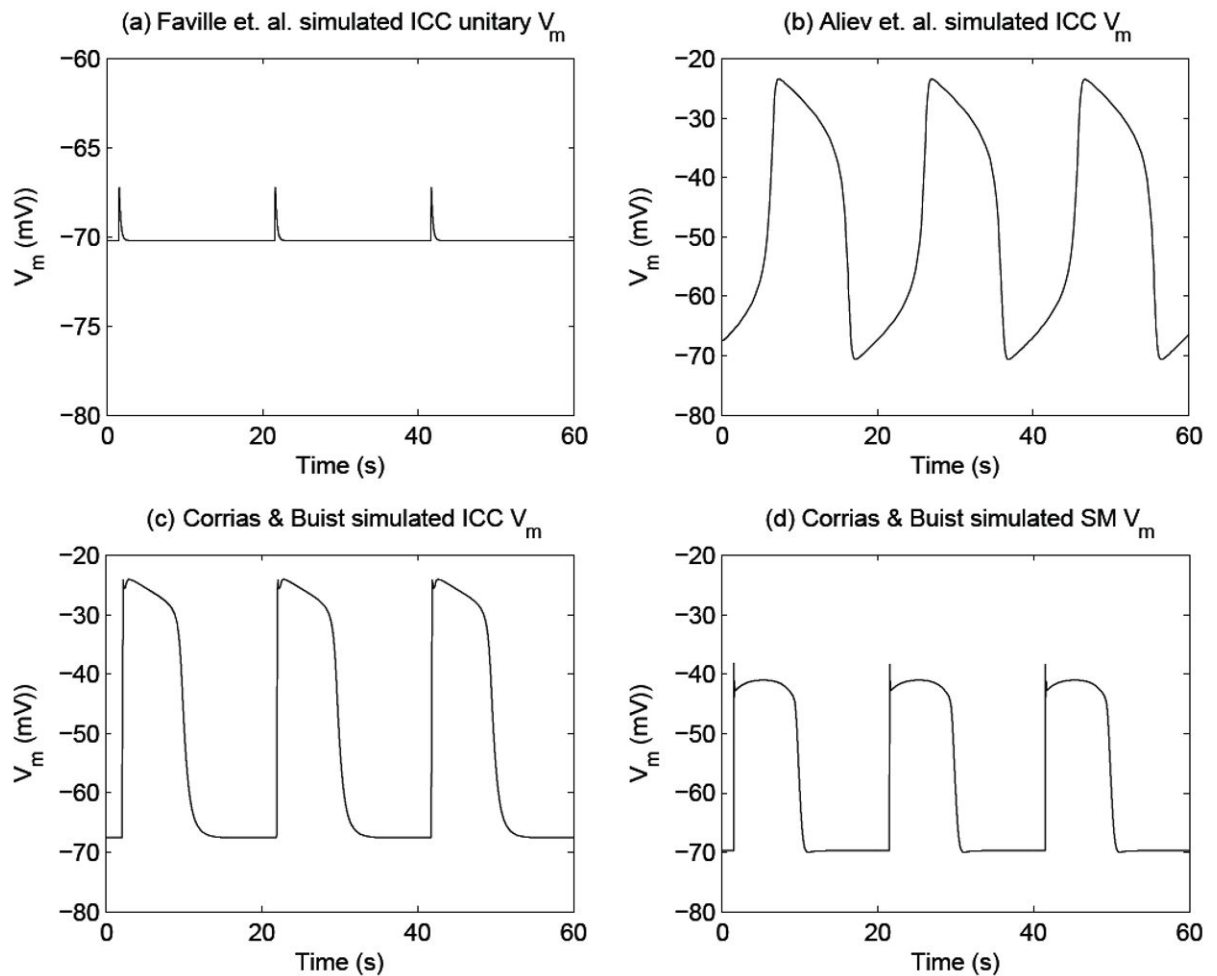 (a) Faville et. al. simulated ICC unitary V_m
−60
−65
−70
−75
−80
V_m (mV))
0 20 40 60
Time (s)
(b) Aliev et. al. simulated ICC V_m
−20
−30
−40
−50
−60
−70
−80
V_m (mV))
0 20 40 60
Time (s)
(c) Corrias & Buist simulated ICC V_m
−20
−30
−40
−50
−60
−70
−80
V_m (mV))
0 20 40 60
Time (s)
(d) Corrias & Buist simulated SM V_m
−20
−30
−40
−50
−60
−70
−80
V_m (mV))
0 20 40 60
Time (s)